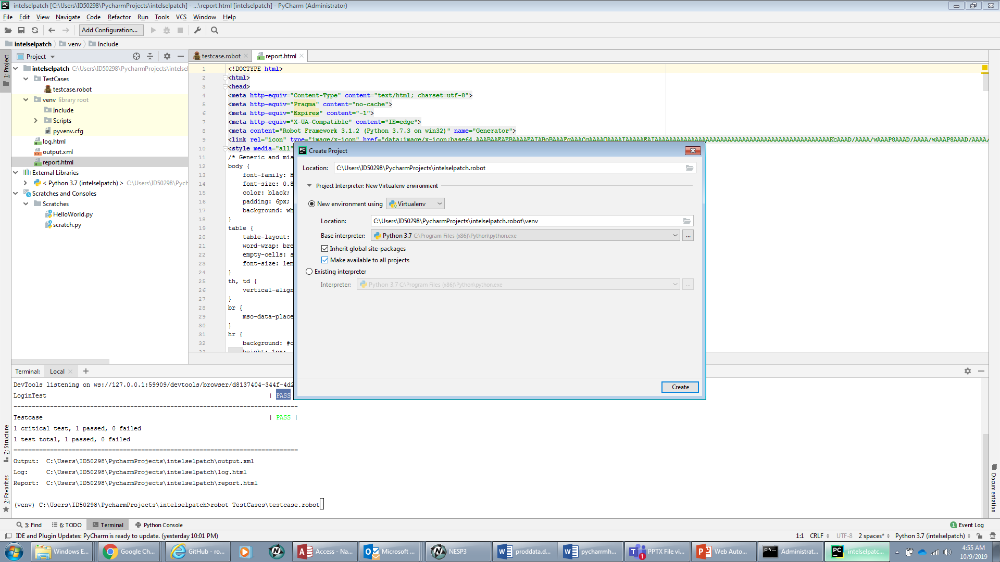 intelselpatch [C:\Users\ID50298\PycharmProjects\intelselpatch] - ...\report.html [intelselpatch] - PyCharm (Administrator)
File Edit View Navigate Code Refactor Run Tools VCS Window Help
Add Configuration...
intelselpatch venv Include
1: Project
Project
intelselpatch C:\Users\ID50298\PycharmProjects\intelsel
TestCases
testcase.robot
venv library root
Include
Scripts
pyvenv.cfg
log.html
output.xml
report.html
External Libraries
< Python 3.7 (intelselpatch) > C:\Users\ID50298\Pych
Scratches and Consoles
Scratches
HelloWorld.py
scratch.py
testcase.robot report.html
1 <!DOCTYPE html>
2 <html>
3 <head>
4 <meta http-equiv="Content-Type" content="text/html; charset=utf-8">
5 <meta http-equiv="Pragma" content="no-cache">
6 <meta http-equiv="Expires" content="-1">
7 <meta http-equiv="X-UA-Compatible" content="IE=edge">
8 <meta content="Robot Framework 3.1.2 (Python 3.7.3 on win32)" name="Generator">
9 <link rel="icon" type="image/x-icon" href="data:image/x-icon;base64,
10 <style media="all"
11 /* Generic and mis
12 body {
13 font-family: H
14 font-size: 0.8
15 color: black;
16 padding: 6px;
17 background: wh
18 }
19 table {
20 table-layout:
21 word-wrap: bre
22 empty-cells: s
23 font-size: 1em
24 }
25 th, td {
26 vertical-align
27 }
28 br {
29 mso-data-place
30 }
31 hr {
32 background: #c
33 height: 1px;
Create Project
Location: C:\Users\ID50298\PycharmProjects\intelselpatch.robot
Project Interpreter: New Virtualenv environment
New environment using Virtualenv
Location: C:\Users\ID50298\PycharmProjects\intelselpatch.robot\venv
Base interpreter: Python 3.7 C:\Program Files (x86)\Python\python.exe ...
Inherit global site-packages
Make available to all projects
Existing interpreter
Interpreter: Python 3.7 C:\Program Files (x86)\Python\python.exe ...
Create
Terminal: Local +
DevTools listening on ws://127.0.0.1:59909/devtools/browser/d8137404-344f-4d2
LoginTest | PASS
------------------------------------------------------------------------------
Testcase | PASS |
1 critical test, 1 passed, 0 failed
1 test total, 1 passed, 0 failed
==============================================================================
Output: C:\Users\ID50298\PycharmProjects\intelselpatch\output.xml
Log: C:\Users\ID50298\PycharmProjects\intelselpatch\log.html
Report: C:\Users\ID50298\PycharmProjects\intelselpatch\report.html
(venv) C:\Users\ID50298\PycharmProjects\intelselpatch>robot TestCases\testcase.robot
7: Structure
2: Favorites
Documentation
3: Find 6: TODO Terminal Python Console 1 Event Log
IDE and Plugin Updates: PyCharm is ready to update. (yesterday 10:01 PM) 1:1 CRLF UTF-8 2 spaces* Python 3.7 (intelselpatch)
Windows E... Google Ch... GitHub - ro... Access - Na... Microsoft ... NESP3 proddata.d... pycharmh... PPTX File vi... Web Auto... Administrat... intelselpatc...
4:55 AM
10/9/2019